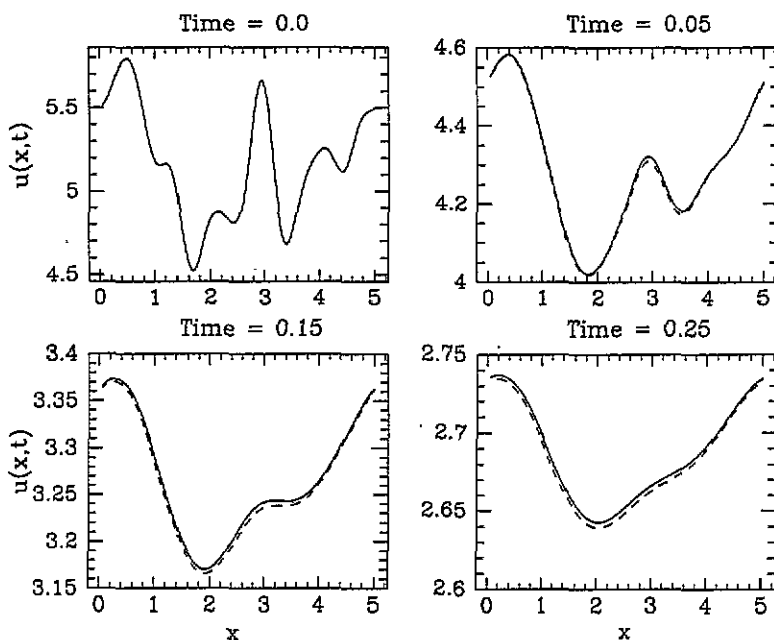 Time = 0.0
Time = 0.05
u(x,t)
5.5
5
4.5
0 1 2 3 4 5
4.6
4.4
4.2
4
0 1 2 3 4 5
Time = 0.15
Time = 0.25
u(x,t)
3.4
3.35
3.3
3.25
3.2
3.15
0 1 2 3 4 5
x
2.75
2.7
2.65
2.6
0 1 2 3 4 5
x